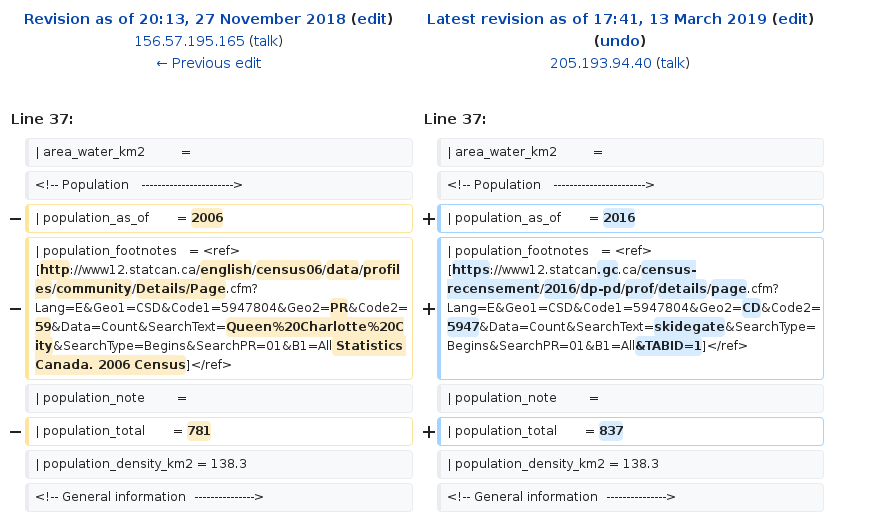 Revision as of 20:13, 27 November 2018 (edit)
156.57.195.165 (talk)
← Previous edit
Latest revision as of 17:41, 13 March 2019 (edit)
(undo)
205.193.94.40 (talk)
Line 37:
Line 37:
| area_water_km2 =
| area_water_km2 =
<!-- Population ----------------------->
<!-- Population ----------------------->
− | population_as_of = 2006
+ | population_as_of = 2016
− | population_footnotes = <ref>
[http://www12.statcan.ca/english/census06/data/profil
es/community/Details/Page.cfm?
Lang=E&Geo1=CSD&Code1=5947804&Geo2=PR&Code2=
59&Data=Count&SearchText=Queen%20Charlotte%20C
ity&SearchType=Begins&SearchPR=01&B1=All Statistics
Canada. 2006 Census]</ref>
+ | population_footnotes = <ref>
[https://www12.statcan.gc.ca/census-
recensement/2016/dp-pd/prof/details/page.cfm?
Lang=E&Geo1=CSD&Code1=5947804&Geo2=CD&Code2=
5947&Data=Count&SearchText=skidegate&SearchType=
Begins&SearchPR=01&B1=All&TABID=1]</ref>
| population_note =
| population_note =
− | population_total = 781
+ | population_total = 837
| population_density_km2 = 138.3
| population_density_km2 = 138.3
<!-- General information --------------->
<!-- General information --------------->